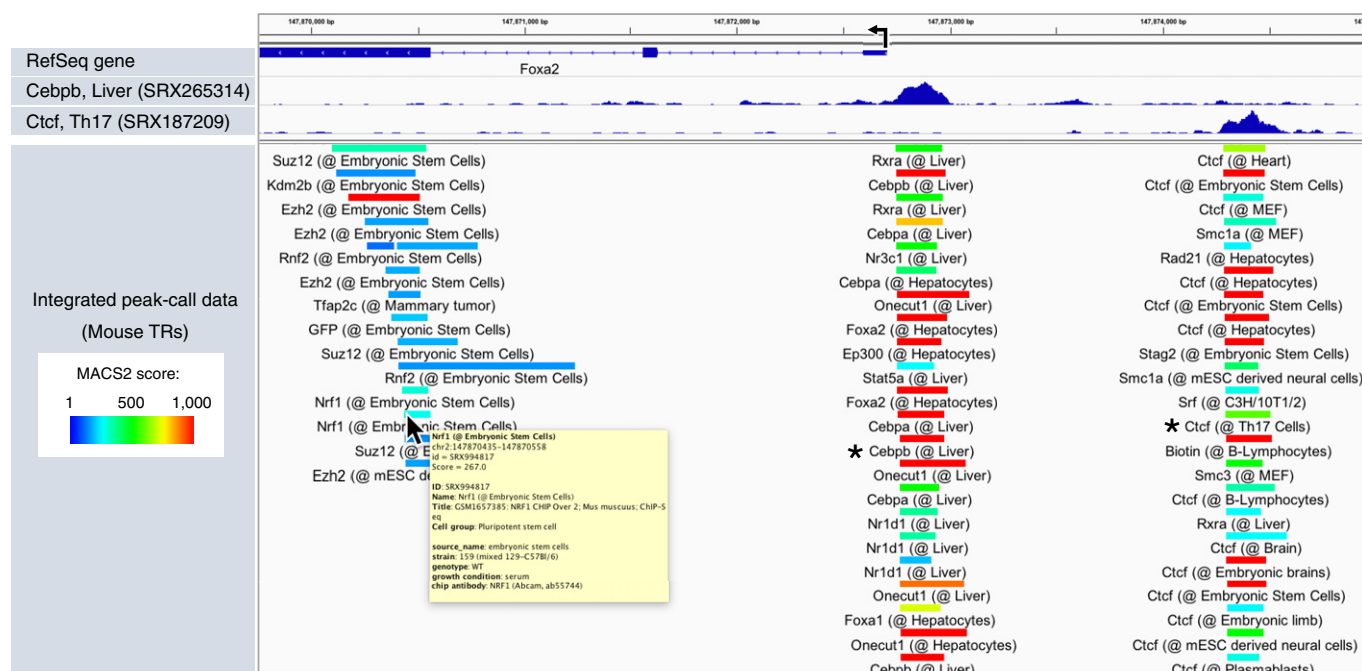 147,870,000 bp
147,871,000 bp
147,872,000 bp
147,873,000 bp
147,874,000 bp
RefSeq gene
Foxa2
Cebpb, Liver (SRX265314)
Ctcf, Th17 (SRX187209)
Integrated peak-call data
(Mouse TRs)
MACS2 score:
1 500 1,000
Suz12 (@ Embryonic Stem Cells)
Kdm2b (@ Embryonic Stem Cells)
Ezh2 (@ Embryonic Stem Cells)
Ezh2 (@ Embryonic Stem Cells)
Rnf2 (@ Embryonic Stem Cells)
Ezh2 (@ Embryonic Stem Cells)
Tfap2c (@ Mammary tumor)
GFP (@ Embryonic Stem Cells)
Suz12 (@ Embryonic Stem Cells)
Rnf2 (@ Embryonic Stem Cells)
Nrf1 (@ Embryonic Stem Cells)
Nrf1 (@ Embryonic Stem Cells)
Suz12 (@ E
Ezh2 (@ mESC de
Nrf1 (@ Embryonic Stem Cells)
chr2:147870435-147870558
id = SRX994817
Score = 267.0
ID: SRX994817
Name: Nrf1 (@ Embryonic Stem Cells)
Title: GSM1657385: NRF1 CHIP Over 2; Mus muscuus; ChIP-S
eq
Cell group: Pluripotent stem cell
source_name: embryonic stem cells
strain: 159 (mixed 129-C57Bl/6)
genotype: WT
growth condition: serum
chip antibody: NRF1 (Abcam, ab55744)
Rxra (@ Liver)
Cebpb (@ Liver)
Rxra (@ Liver)
Cebpa (@ Liver)
Nr3c1 (@ Liver)
Cebpa (@ Hepatocytes)
Onecut1 (@ Liver)
Foxa2 (@ Hepatocytes)
Ep300 (@ Hepatocytes)
Stat5a (@ Liver)
Foxa2 (@ Hepatocytes)
Cebpa (@ Liver)
* Cebpb (@ Liver)
Onecut1 (@ Liver)
Cebpa (@ Liver)
Nr1d1 (@ Liver)
Nr1d1 (@ Liver)
Nr1d1 (@ Liver)
Onecut1 (@ Liver)
Foxa1 (@ Hepatocytes)
Onecut1 (@ Hepatocytes)
Cebpb (@ Liver)
Ctcf (@ Heart)
Ctcf (@ Embryonic Stem Cells)
Ctcf (@ MEF)
Smc1a (@ MEF)
Rad21 (@ Hepatocytes)
Ctcf (@ Hepatocytes)
Ctcf (@ Embryonic Stem Cells)
Ctcf (@ Hepatocytes)
Stag2 (@ Embryonic Stem Cells)
Smc1a (@ mESC derived neural cells)
Srf (@ C3H/10T1/2)
* Ctcf (@ Th17 Cells)
Biotin (@ B-Lymphocytes)
Smc3 (@ MEF)
Ctcf (@ B-Lymphocytes)
Rxra (@ Liver)
Ctcf (@ Brain)
Ctcf (@ Embryonic brains)
Ctcf (@ Embryonic Stem Cells)
Ctcf (@ Embryonic limb)
Ctcf (@ mESC derived neural cells)
Ctcf (@ Plasmablasts)